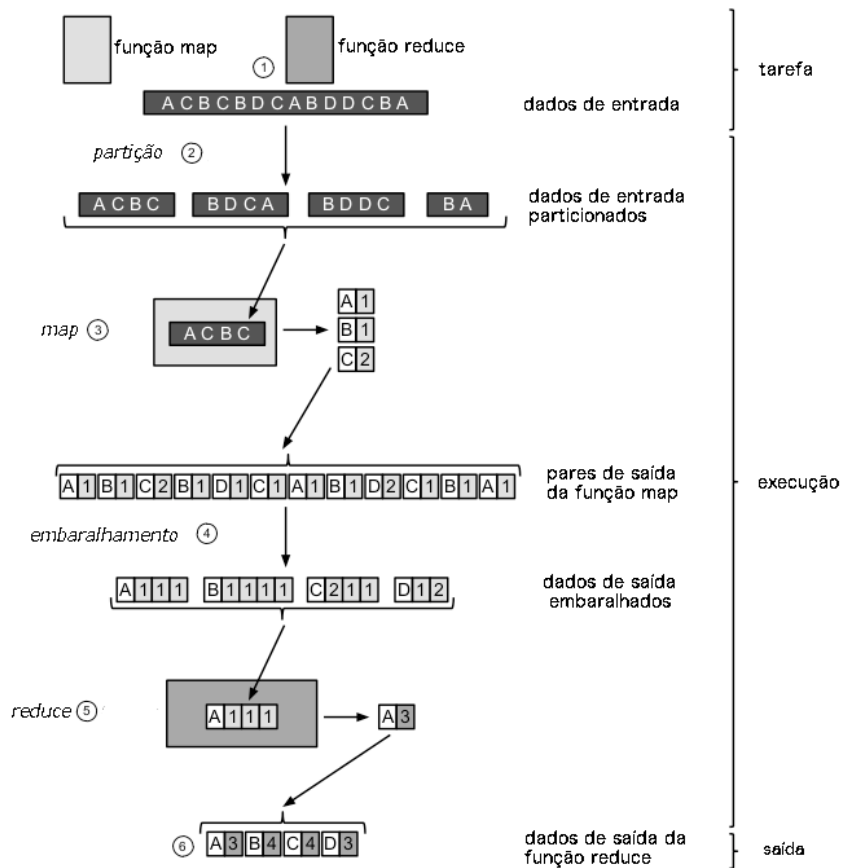 função map
função reduce
1
tarefa
A C B C B D C A B D D C B A
dados de entrada
partição 2
A C B C
B D C A
B D D C
B A
dados de entrada
particionados
map 3
A C B C
A 1
B 1
C 2
A 1 B 1 C 2 B 1 D 1 C 1 A 1 B 1 D 2 C 1 B 1 A 1
pares de saída
da função map
execução
embaralhamento 4
A 1 1 1
B 1 1 1 1
C 2 1 1
D 1 2
dados de saída
embaralhados
reduce 5
A 1 1 1
A 3
6
A 3 B 4 C 4 D 3
dados de saída da
função reduce
saída